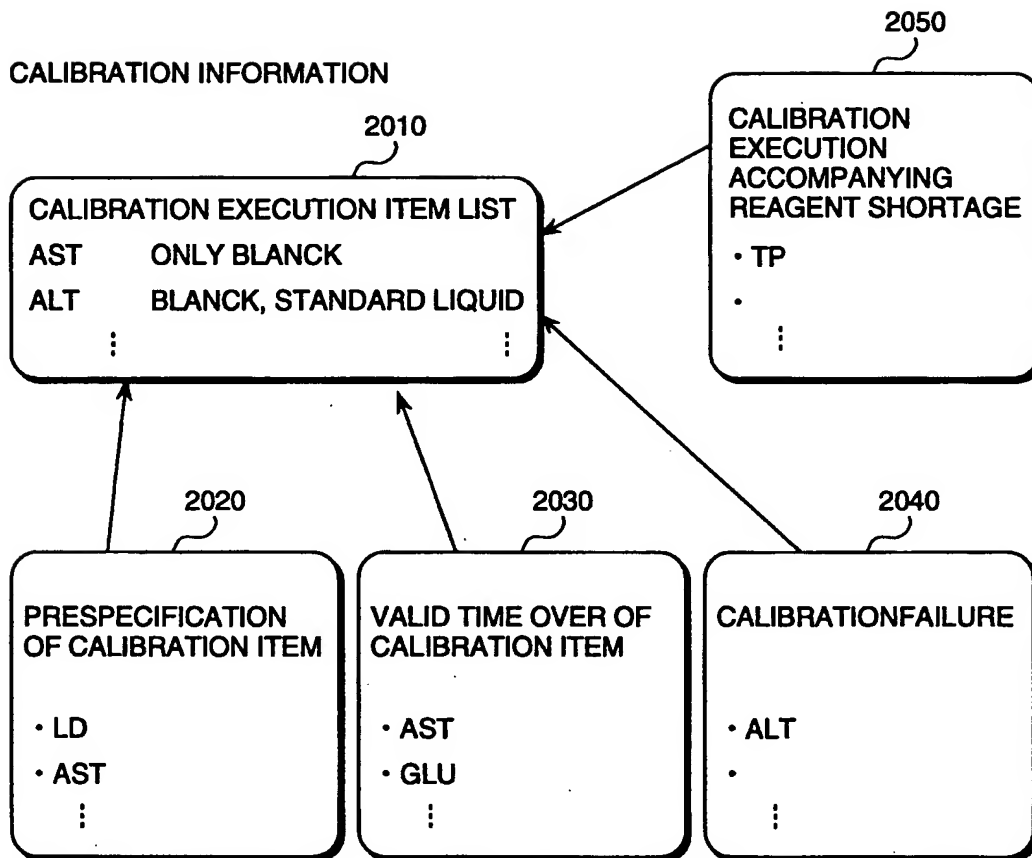 2050
CALIBRATION INFORMATION
2010
CALIBRATION EXECUTION ITEM LIST
AST ONLY BLANCK
ALT BLANCK, STANDARD LIQUID
CALIBRATION
EXECUTION
ACCOMPANYING
REAGENT SHORTAGE
• TP
•
2020
PRESPECIFICATION
OF CALIBRATION ITEM
• LD
• AST
2030
VALID TIME OVER OF
CALIBRATION ITEM
• AST
• GLU
2040
CALIBRATIONFAILURE
• ALT
•